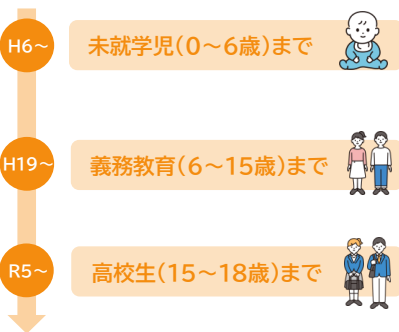 H6～
未就学児(0～6歳)まで
H19～
義務教育(6～15歳)まで
R5～
高校生(15～18歳)まで